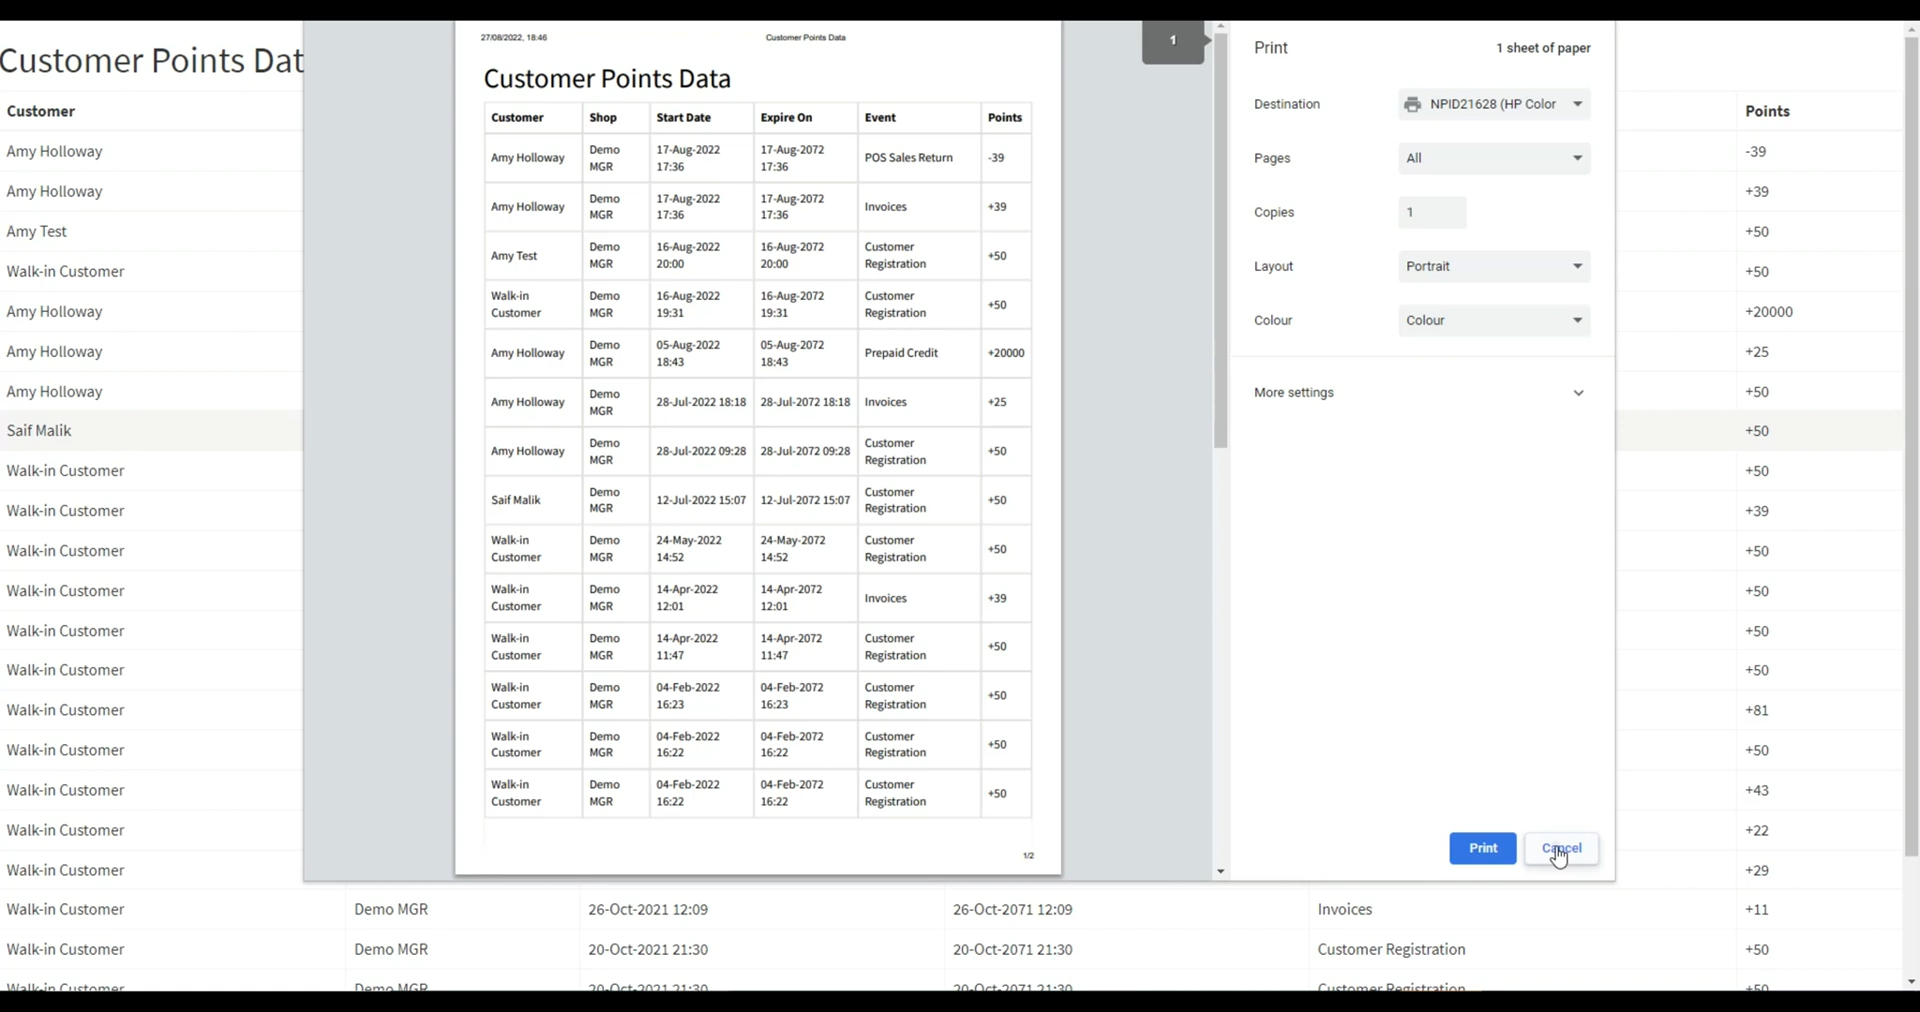 Customer Points Dat
Customer
Amy Holloway
Amy Holloway
Amy Test
Walk-in Customer
Amy Holloway
Amy Holloway
Amy Holloway
Saif Malik
Walk-in Customer
Walk-in Customer
Walk-in Customer
Walk-in Customer
Walk-in Customer
Walk-in Customer
Walk-in Customer
Walk-in Customer
Walk-in Customer
Walk-in Customer
Walk-in Customer
27/08/2022, 18:46 Customer Points Data
Customer Points Data
Customer Shop Start Date Expire On Event Points
Amy Holloway Demo MGR 17-Aug-2022 17:36 17-Aug-2072 17:36 POS Sales Return -39
Amy Holloway Demo MGR 17-Aug-2022 17:36 17-Aug-2072 17:36 Invoices +39
Amy Test Demo MGR 16-Aug-2022 20:00 16-Aug-2072 20:00 Customer Registration +50
Walk-in Customer Demo MGR 16-Aug-2022 19:31 16-Aug-2072 19:31 Customer Registration +50
Amy Holloway Demo MGR 05-Aug-2022 18:43 05-Aug-2072 18:43 Prepaid Credit +20000
Amy Holloway Demo MGR 28-Jul-2022 18:18 28-Jul-2072 18:18 Invoices +25
Amy Holloway Demo MGR 28-Jul-2022 09:28 28-Jul-2072 09:28 Customer Registration +50
Saif Malik Demo MGR 12-Jul-2022 15:07 12-Jul-2072 15:07 Customer Registration +50
Walk-in Customer Demo MGR 24-May-2022 14:52 24-May-2072 14:52 Customer Registration +50
Walk-in Customer Demo MGR 14-Apr-2022 12:01 14-Apr-2072 12:01 Invoices +39
Walk-in Customer Demo MGR 14-Apr-2022 11:47 14-Apr-2072 11:47 Customer Registration +50
Walk-in Customer Demo MGR 04-Feb-2022 16:23 04-Feb-2072 16:23 Customer Registration +50
Walk-in Customer Demo MGR 04-Feb-2022 16:22 04-Feb-2072 16:22 Customer Registration +50
Walk-in Customer Demo MGR 04-Feb-2022 16:22 04-Feb-2072 16:22 Customer Registration +50
1/2
1
Print 1 sheet of paper
Destination NPID21628 (HP Color
Pages All
Copies 1
Layout Portrait
Colour Colour
More settings
Print Cancel
Points
-39
+39
+50
+50
+20000
+25
+50
+50
+50
+39
+50
+50
+50
+50
+81
+50
+43
+22
+29
Walk-in Customer Demo MGR 26-Oct-2021 12:09 26-Oct-2071 12:09 Invoices +11
Walk-in Customer Demo MGR 20-Oct-2021 21:30 20-Oct-2071 21:30 Customer Registration +50
Walk-in Customer Demo MGR 20-Oct-2021 21:30 20-Oct-2071 21:30 Customer Registration +50